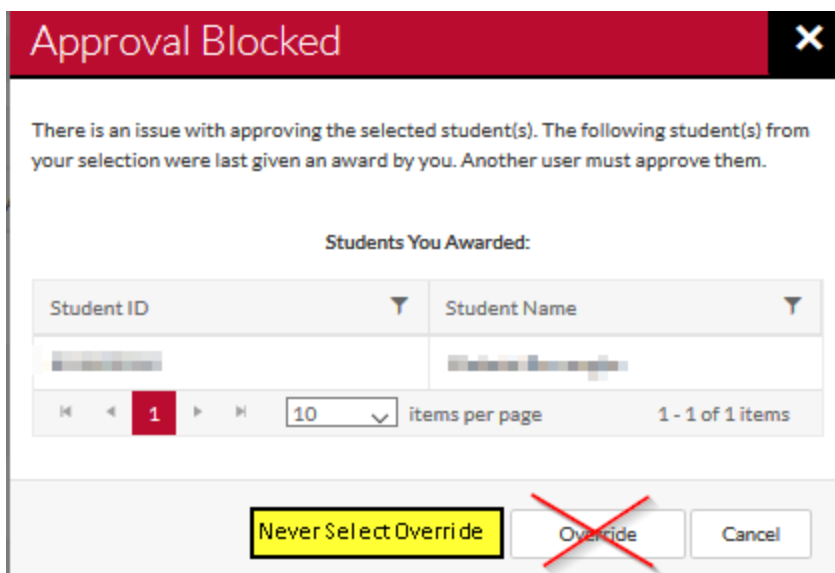 Approval Blocked
There is an issue with approving the selected student(s). The following student(s) from
your selection were last given an award by you. Another user must approve them.
Students You Awarded:
Student ID Student Name
1 10 items per page 1 - 1 of 1 items
Never Select Override Override Cancel